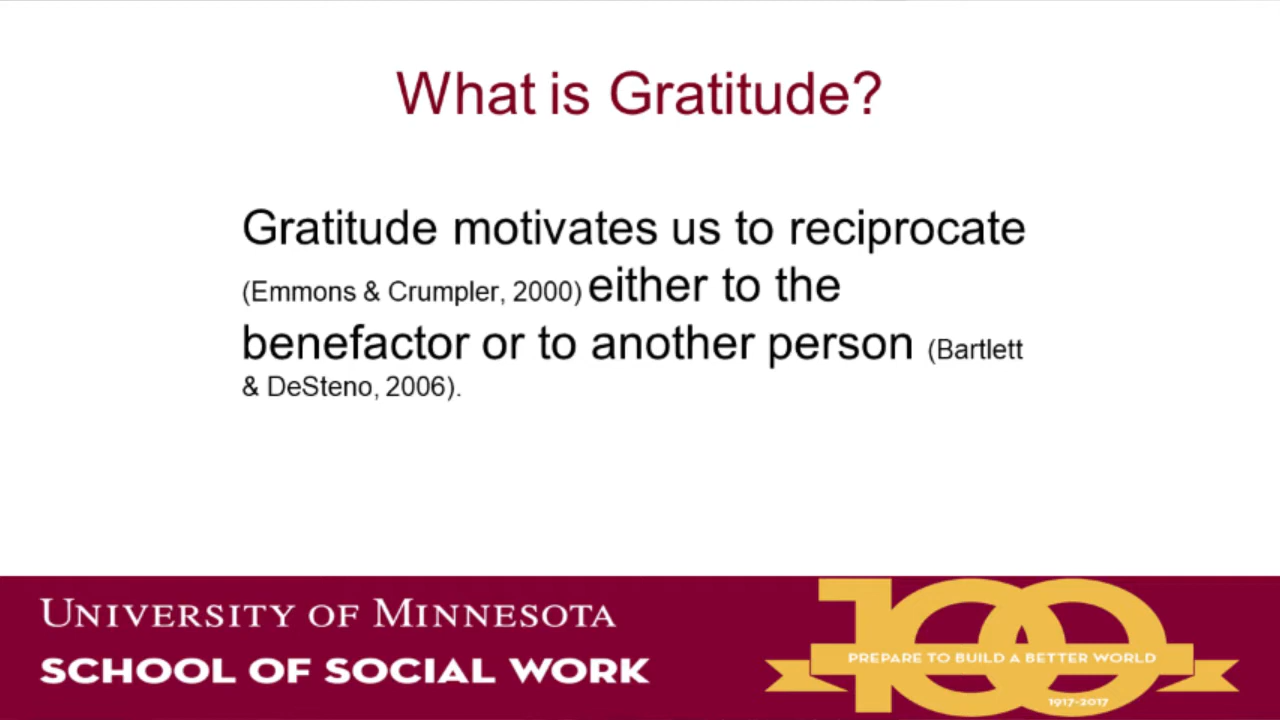 What is Gratitude?
Gratitude motivates us to reciprocate
(Emmons & Crumpler, 2000) either to the
benefactor or to another person (Bartlett
& DeSteno, 2006).
UNIVERSITY OF MINNESOTA
SCHOOL OF SOCIAL WORK
100
PREPARE TO BUILD A BETTER WORLD
1917-2017